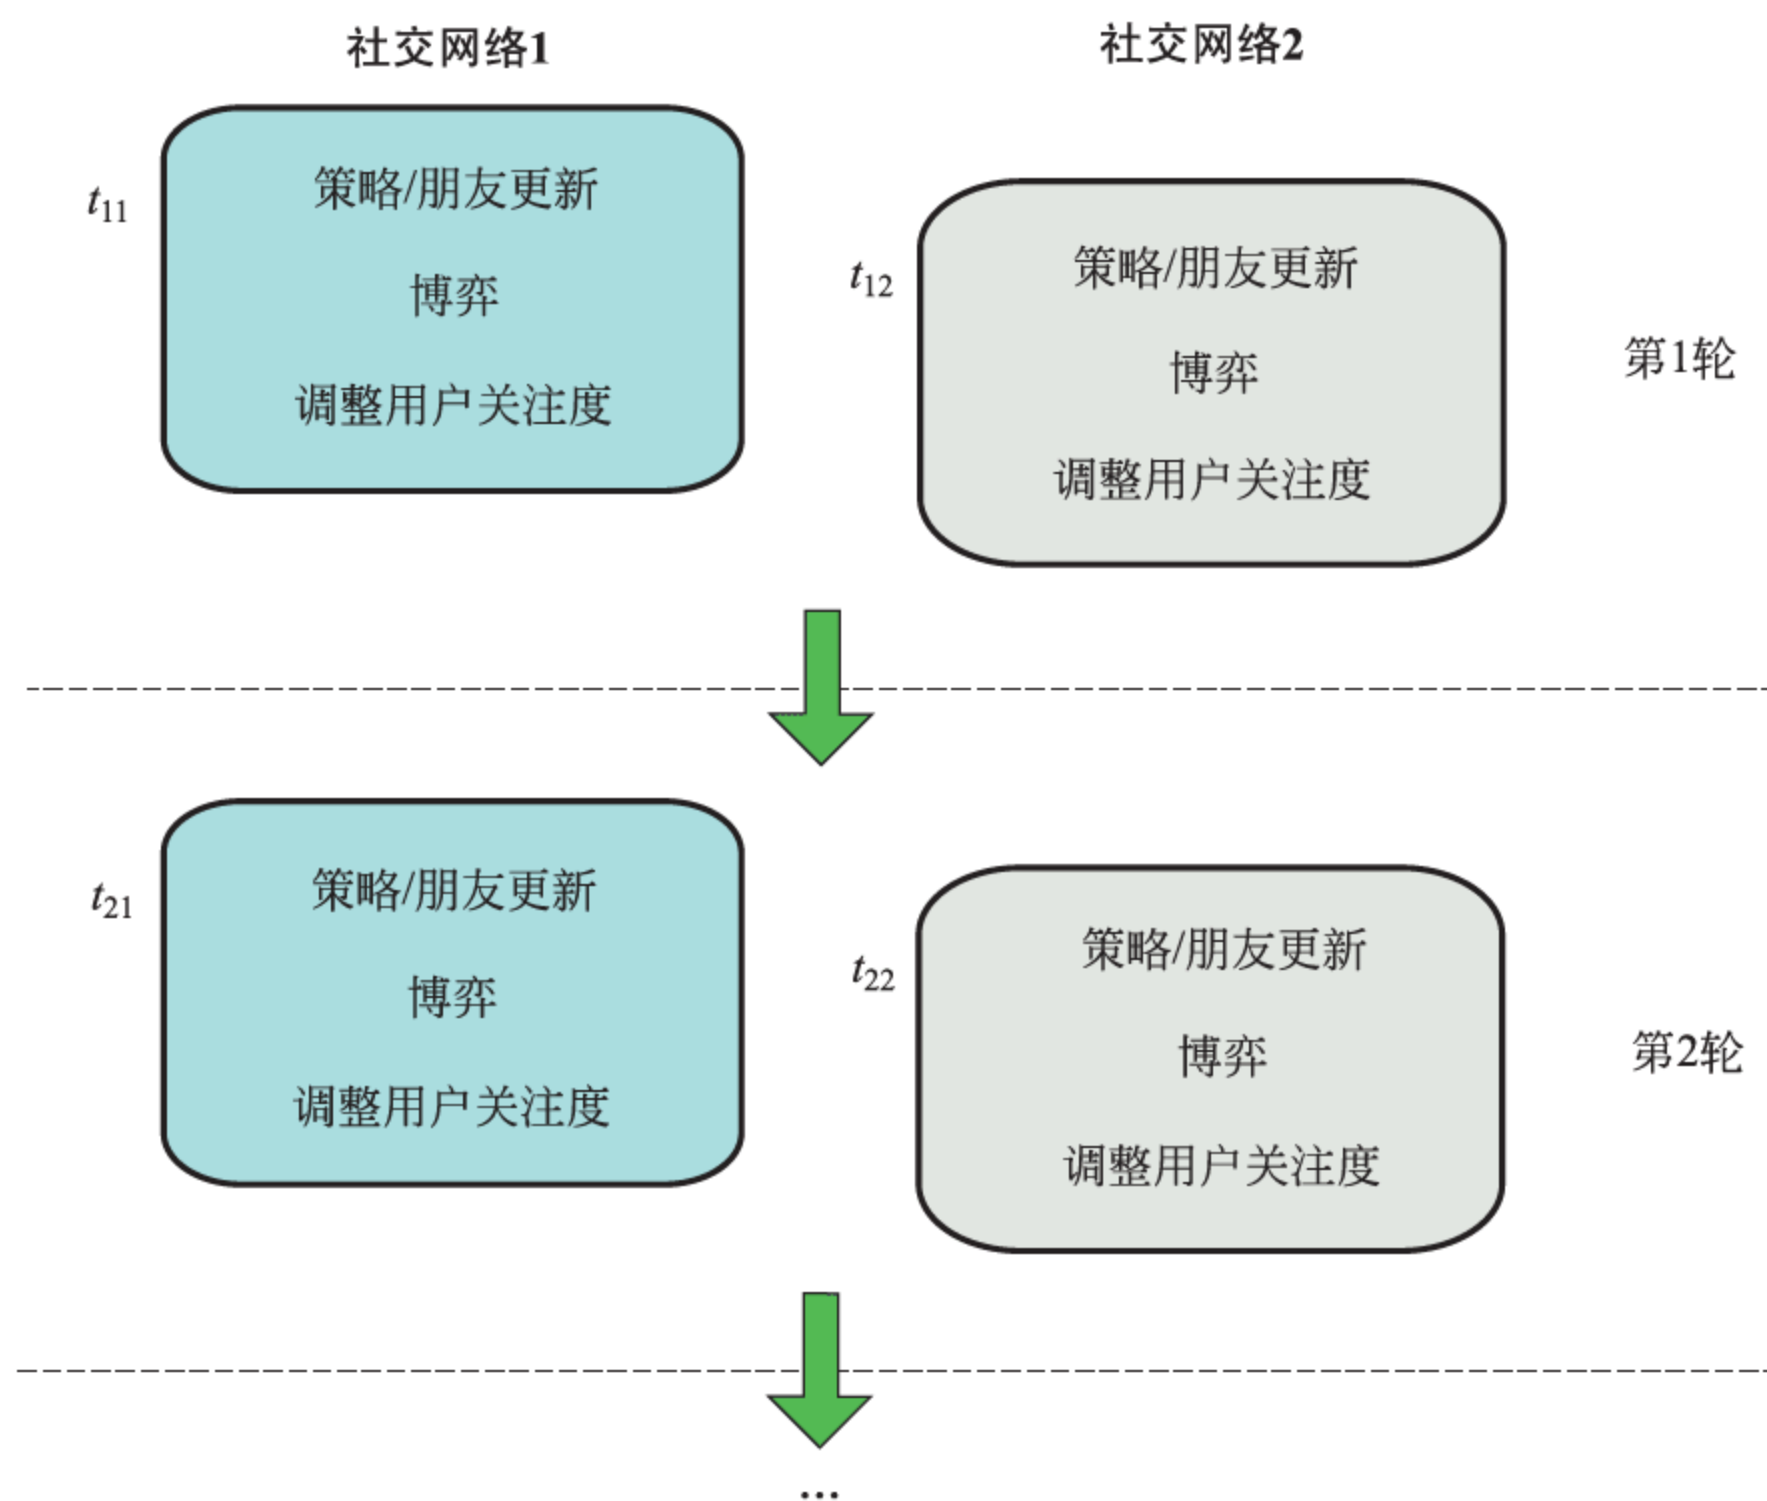 社交网络1
社交网络2
t11
策略/朋友更新
博弈
调整用户关注度
t12
策略/朋友更新
博弈
调整用户关注度
第1轮
t21
策略/朋友更新
博弈
调整用户关注度
t22
策略/朋友更新
博弈
调整用户关注度
第2轮
...